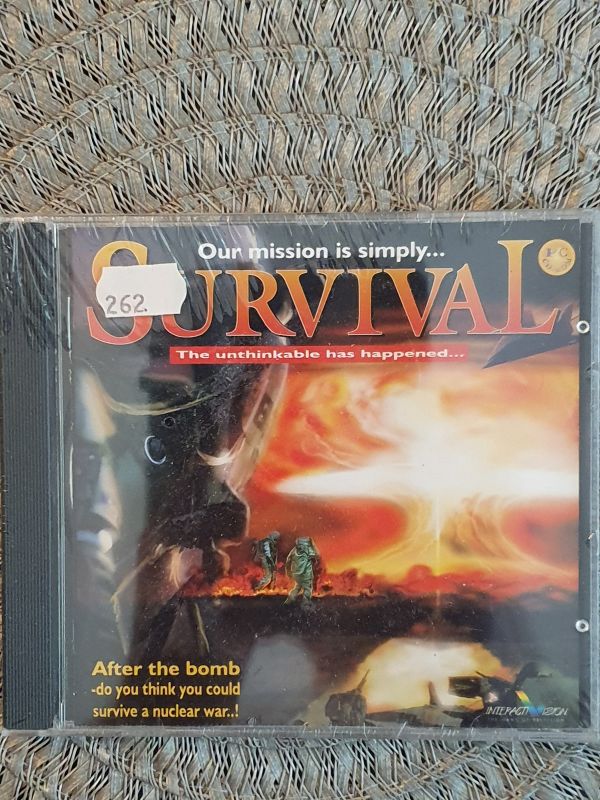 Our mission is simply...
SURVIVAL
262.
The unthinkable has happened...
After the bomb
-do you think you could
survive a nuclear war..!
INTERACTIVISION